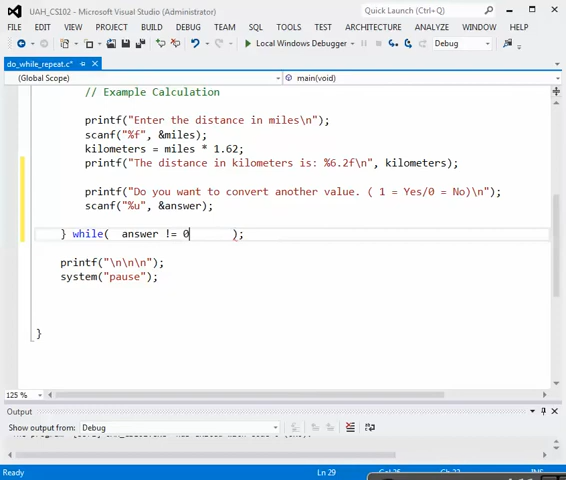 UAH_CS102 - Microsoft Visual Studio (Administrator)
Quick Launch (Ctrl+Q)
FILE EDIT VIEW PROJECT BUILD DEBUG TEAM SQL TOOLS TEST ARCHITECTURE ANALYZE WINDOW HELP
Local Windows Debugger Debug
do_while_repeat.c*
(Global Scope) main(void)
// Example Calculation
printf("Enter the distance in miles\n");
scanf("%f", &miles);
kilometers = miles * 1.62;
printf("The distance in kilometers is: %6.2f\n", kilometers);
printf("Do you want to convert another value. ( 1 = Yes/0 = No)\n");
scanf("%u", &answer);
} while( answer != 0 );
printf("\n\n\n");
system("pause");
}
125 %
Output
Show output from: Debug
Ready Ln 29